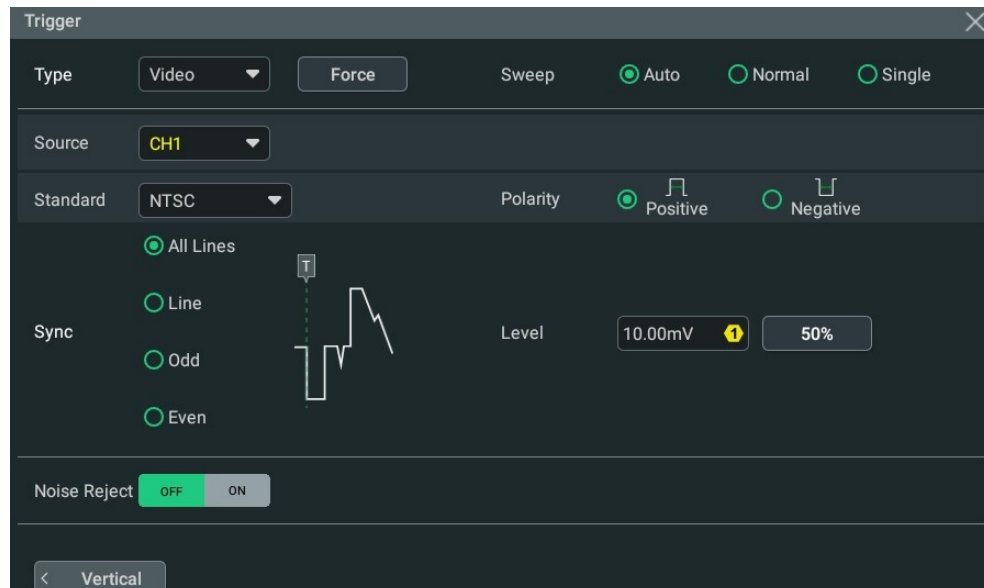 Trigger
Type Video Force Sweep Auto Normal Single
Source CH1
Standard NTSC Polarity Positive Negative
All Lines
T
Line
Sync Level 10.00mV 1 50%
Odd
Even
Noise Reject OFF ON
< Vertical